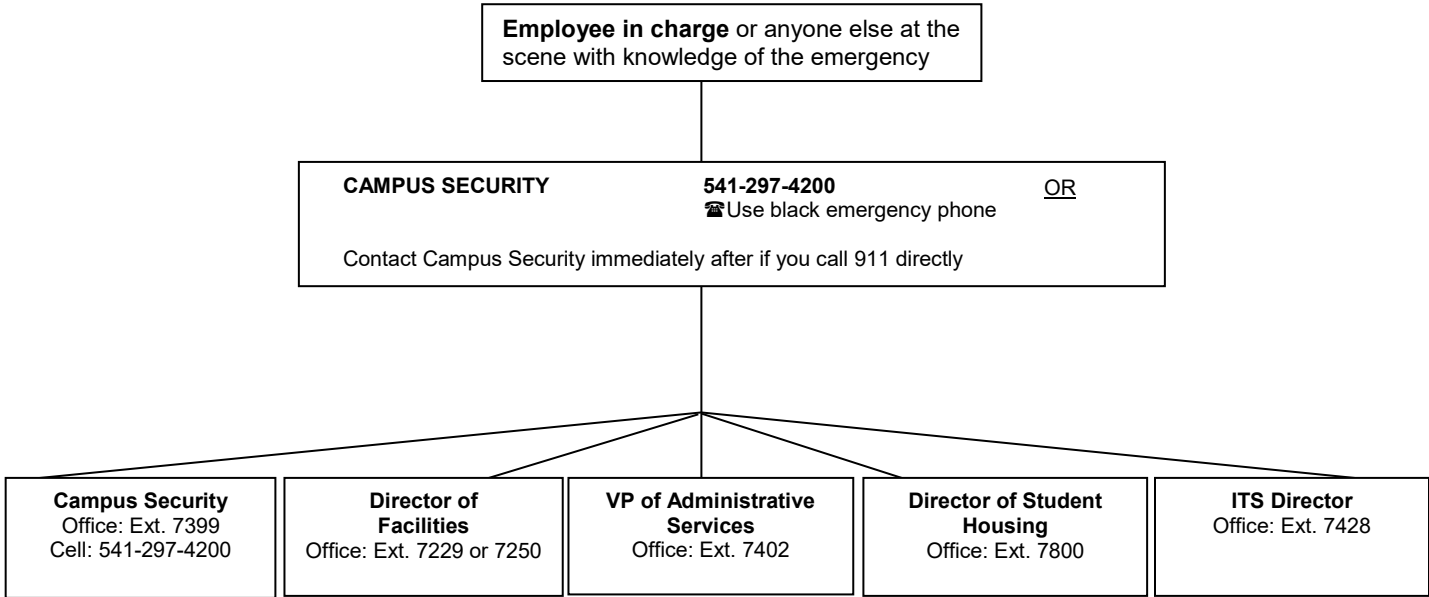 Employee in charge or anyone else at the
scene with knowledge of the emergency
CAMPUS SECURITY 541-297-4200 OR
☎Use black emergency phone
Contact Campus Security immediately after if you call 911 directly
Campus Security
Office: Ext. 7399
Cell: 541-297-4200
Director of
Facilities
Office: Ext. 7229 or 7250
VP of Administrative
Services
Office: Ext. 7402
Director of Student
Housing
Office: Ext. 7800
ITS Director
Office: Ext. 7428